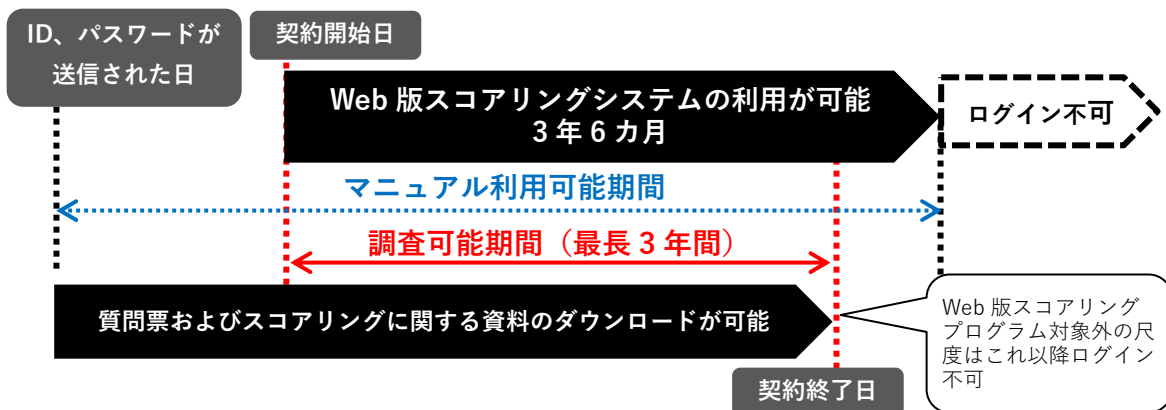 ID、パスワードが
送信された日
契約開始日
Web 版スコアリングシステムの利用が可能
3 年 6 カ月
ログイン不可
マニュアル利用可能期間
調査可能期間（最長 3 年間）
質問票およびスコアリングに関する資料のダウンロードが可能
Web 版スコアリング
プログラム対象外の尺
度はこれ以降ログイン
不可
契約終了日